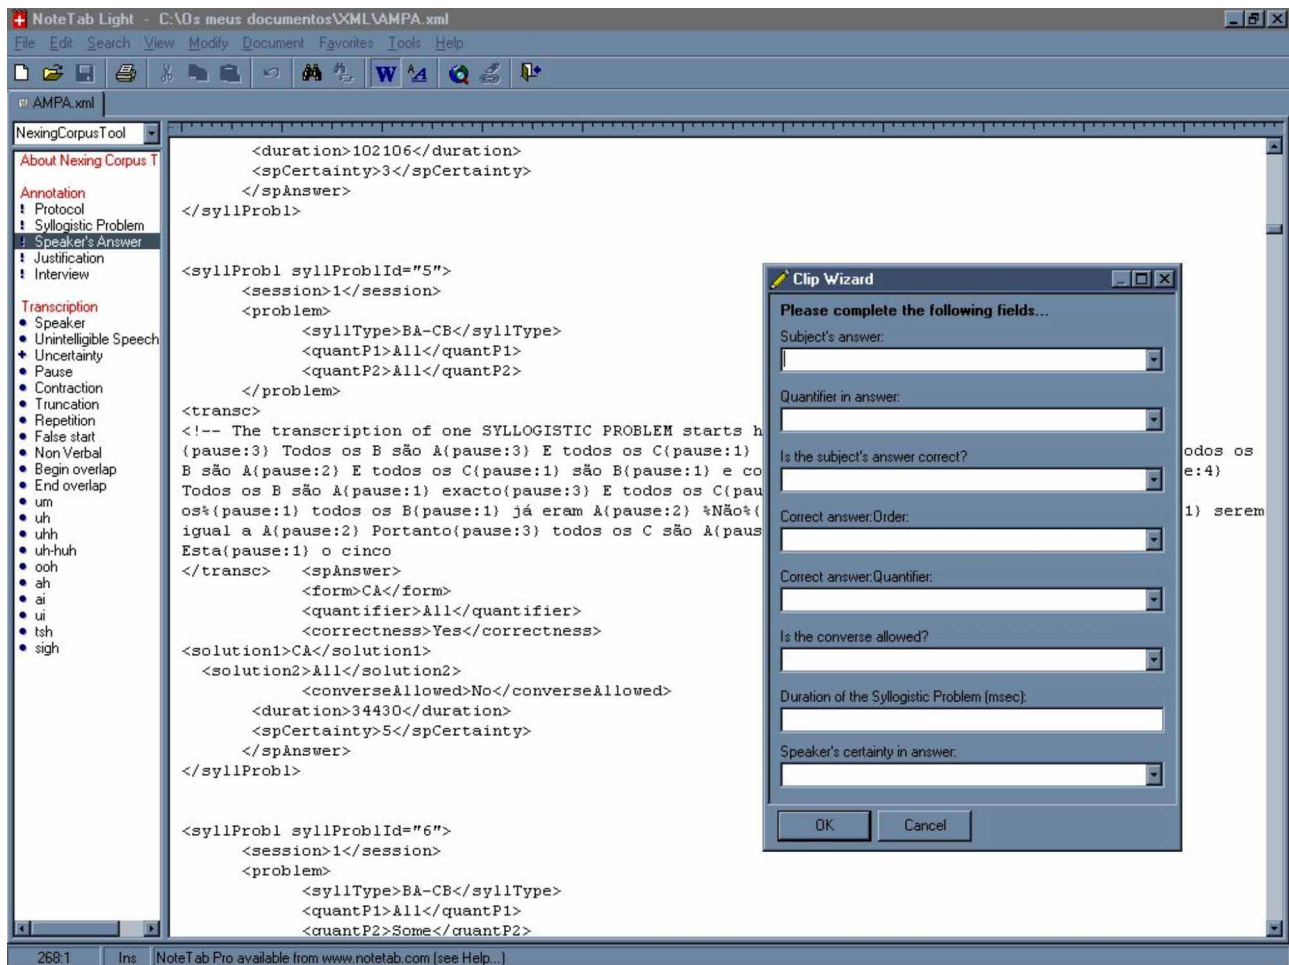 NoteTab Light - C:\Os meus documentos\XML\AMPA.xml
File Edit Search View Modify Document Favorites Tools Help
AMPA.xml
NexingCorpusTool
About Nexing Corpus T
Annotation
Protocol
Syllogistic Problem
Speaker's Answer
Justification
Interview
Transcription
Speaker
Unintelligible Speech
Uncertainty
Pause
Contraction
Truncation
Repetition
False start
Non Verbal
Begin overlap
End overlap
um
uh
uhh
uh-huh
ooh
ah
ai
ui
tsh
sigh
<duration>102106</duration>
<spCertainty>3</spCertainty>
</spAnswer>
</syllProbl>
<syllProbl syllProblId="5">
<session>1</session>
<problem>
<syllType>BA-CB</syllType>
<quantP1>All</quantP1>
<quantP2>All</quantP2>
</problem>
<transc>
<!-- The transcription of one SYLLOGISTIC PROBLEM starts h
{pause:3} Todos os B são A{pause:3} E todos os C{pause:1} odos os
B são A{pause:2} E todos os C{pause:1} são B{pause:1} e co e:4}
Todos os B são A{pause:1} exacto{pause:3} E todos os C{pau
os%{pause:1} todos os B{pause:1} já eram A{pause:2} %Não%{ 1} serem
igual a A{pause:2} Portanto{pause:3} todos os C são A{paus
Esta{pause:1} o cinco
</transc> <spAnswer>
<form>CA</form>
<quantifier>All</quantifier>
<correctness>Yes</correctness>
<solution1>CA</solution1>
<solution2>All</solution2>
<converseAllowed>No</converseAllowed>
<duration>34430</duration>
<spCertainty>5</spCertainty>
</spAnswer>
</syllProbl>
<syllProbl syllProblId="6">
<session>1</session>
<problem>
<syllType>BA-CB</syllType>
<quantP1>All</quantP1>
<quantP2>Some</quantP2>
Clip Wizard
Please complete the following fields...
Subject's answer:
Quantifier in answer:
Is the subject's answer correct?
Correct answer:Order:
Correct answer:Quantifier:
Is the converse allowed?
Duration of the Syllogistic Problem (msec):
Speaker's certainty in answer:
OK Cancel
268:1 Ins NoteTab Pro available from www.notetab.com (see Help...)